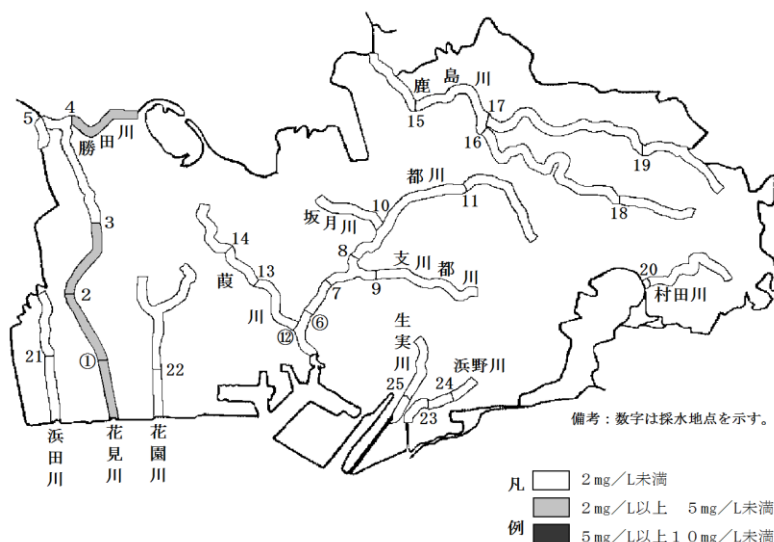 鹿島川
15
17
16
19
18
5
4
勝田川
3
2
①
21
22
浜田川
花見川
花園川
都川
坂月川
10
11
8
支川都川
7
9
⑥
⑫
葭川
14
13
生実川
浜野川
25
24
23
20
村田川
備考：数字は採水地点を示す。
凡例
2mg／L未満
2mg／L以上　5mg／L未満
5mg／L以上10mg／L未満